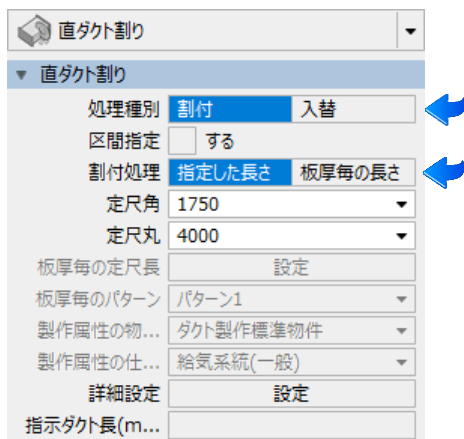 直ダクト割り
直ダクト割り
処理種別 割付 入替
区間指定 する
割付処理 指定した長さ 板厚毎の長さ
定尺角 1750
定尺丸 4000
板厚毎の定尺長 設定
板厚毎のパターン パターン1
製作属性の物... ダクト製作標準物件
製作属性の仕... 給気系統(一般)
詳細設定 設定
指示ダクト長(m...